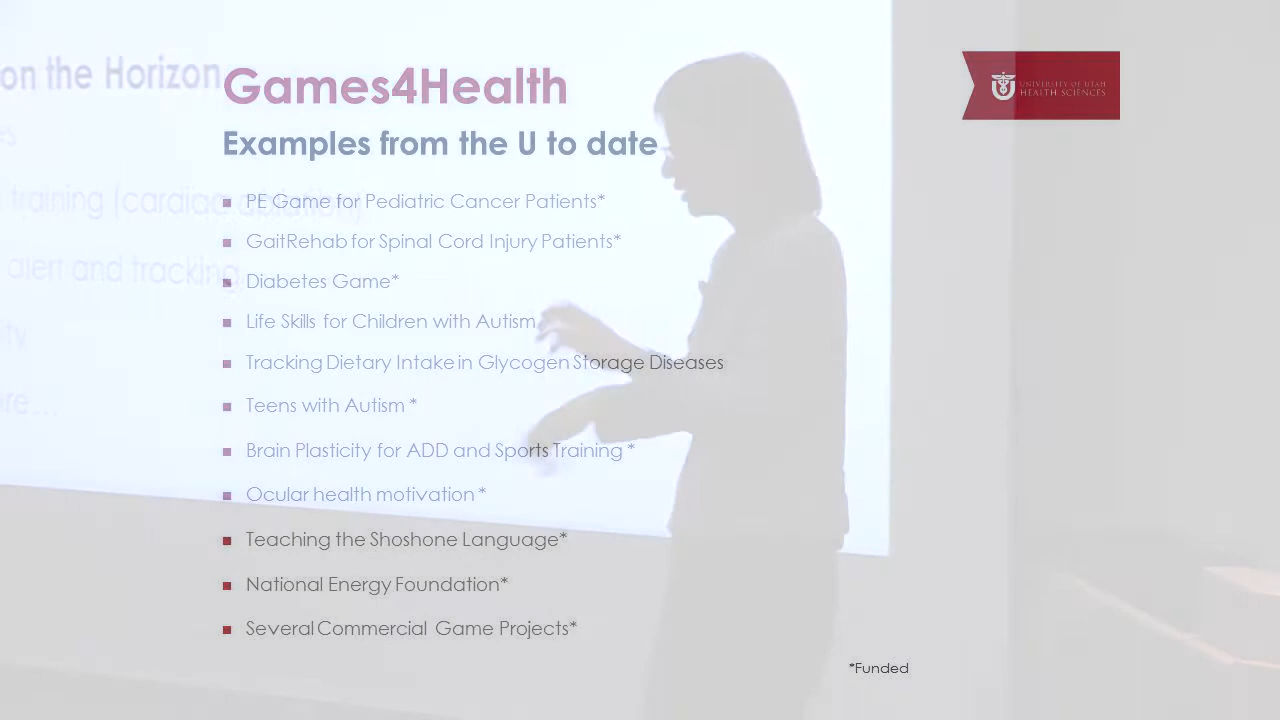 on the Horizon
Games4Health
Examples from the U to date
UNIVERSITY OF UTAH
HEALTH SCIENCES
PE Game for Pediatric Cancer Patients*
training (cardiac ablation)
GaitRehab for Spinal Cord Injury Patients*
alert and tracking
Diabetes Game*
Life Skills for Children with Autism
Tracking Dietary Intake in Glycogen Storage Diseases
Teens with Autism *
Brain Plasticity for ADD and Sports Training *
Ocular health motivation *
Teaching the Shoshone Language*
National Energy Foundation*
Several Commercial Game Projects*
*Funded